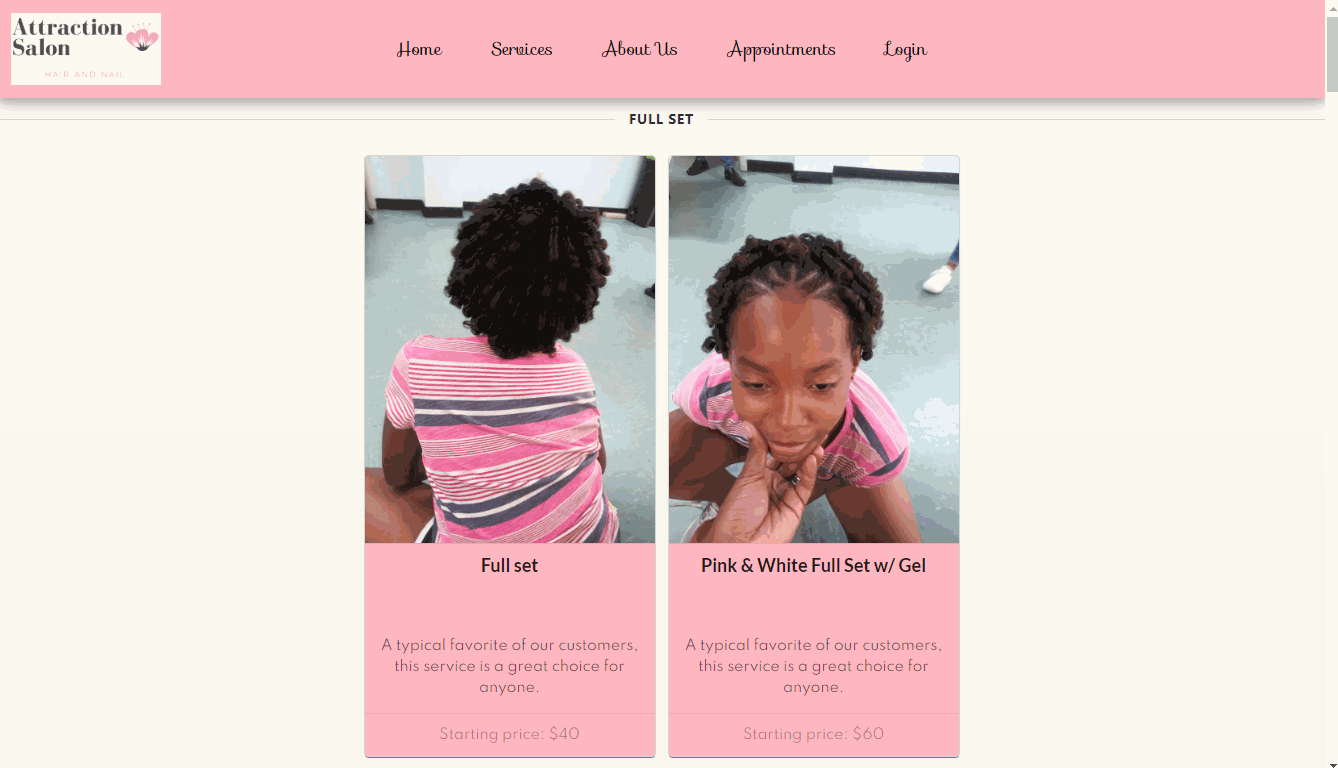 Attraction
Salon
HAIR AND NAIL
Home Services About Us Appointments Login
FULL SET
Full set
A typical favorite of our customers,
this service is a great choice for
anyone.
Starting price: $40
Pink & White Full Set w/ Gel
A typical favorite of our customers,
this service is a great choice for
anyone.
Starting price: $60